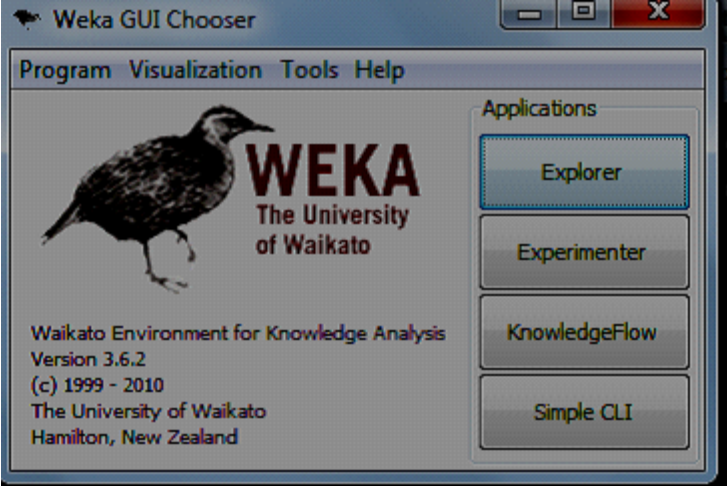 Weka GUI Chooser
Program Visualization Tools Help
WEKA
The University
of Waikato
Waikato Environment for Knowledge Analysis
Version 3.6.2
(c) 1999 - 2010
The University of Waikato
Hamilton, New Zealand
Applications
Explorer
Experimenter
KnowledgeFlow
Simple CLI